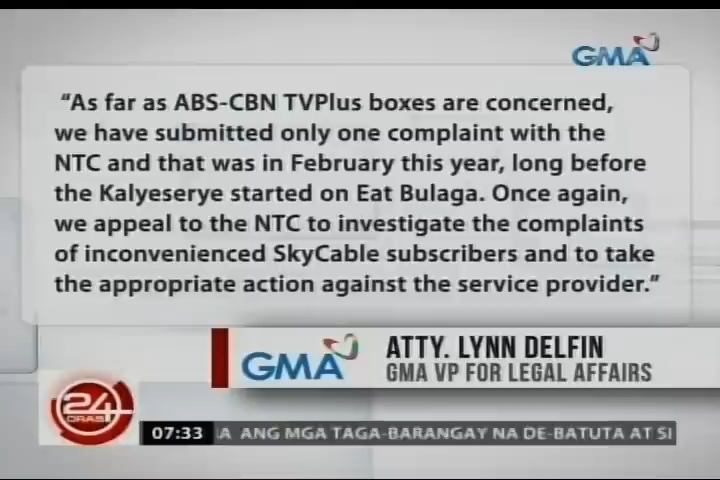 GMA
“As far as ABS-CBN TVPlus boxes are concerned,
we have submitted only one complaint with the
NTC and that was in February this year, long before
the Kalyeserye started on Eat Bulaga. Once again,
we appeal to the NTC to investigate the complaints
of inconvenienced SkyCable subscribers and to take
the appropriate action against the service provider.”
GMA
ATTY. LYNN DELFIN
GMA VP FOR LEGAL AFFAIRS
24
ORAS
07:33
A ANG MGA TAGA-BARANGAY NA DE-BATUTA AT SI